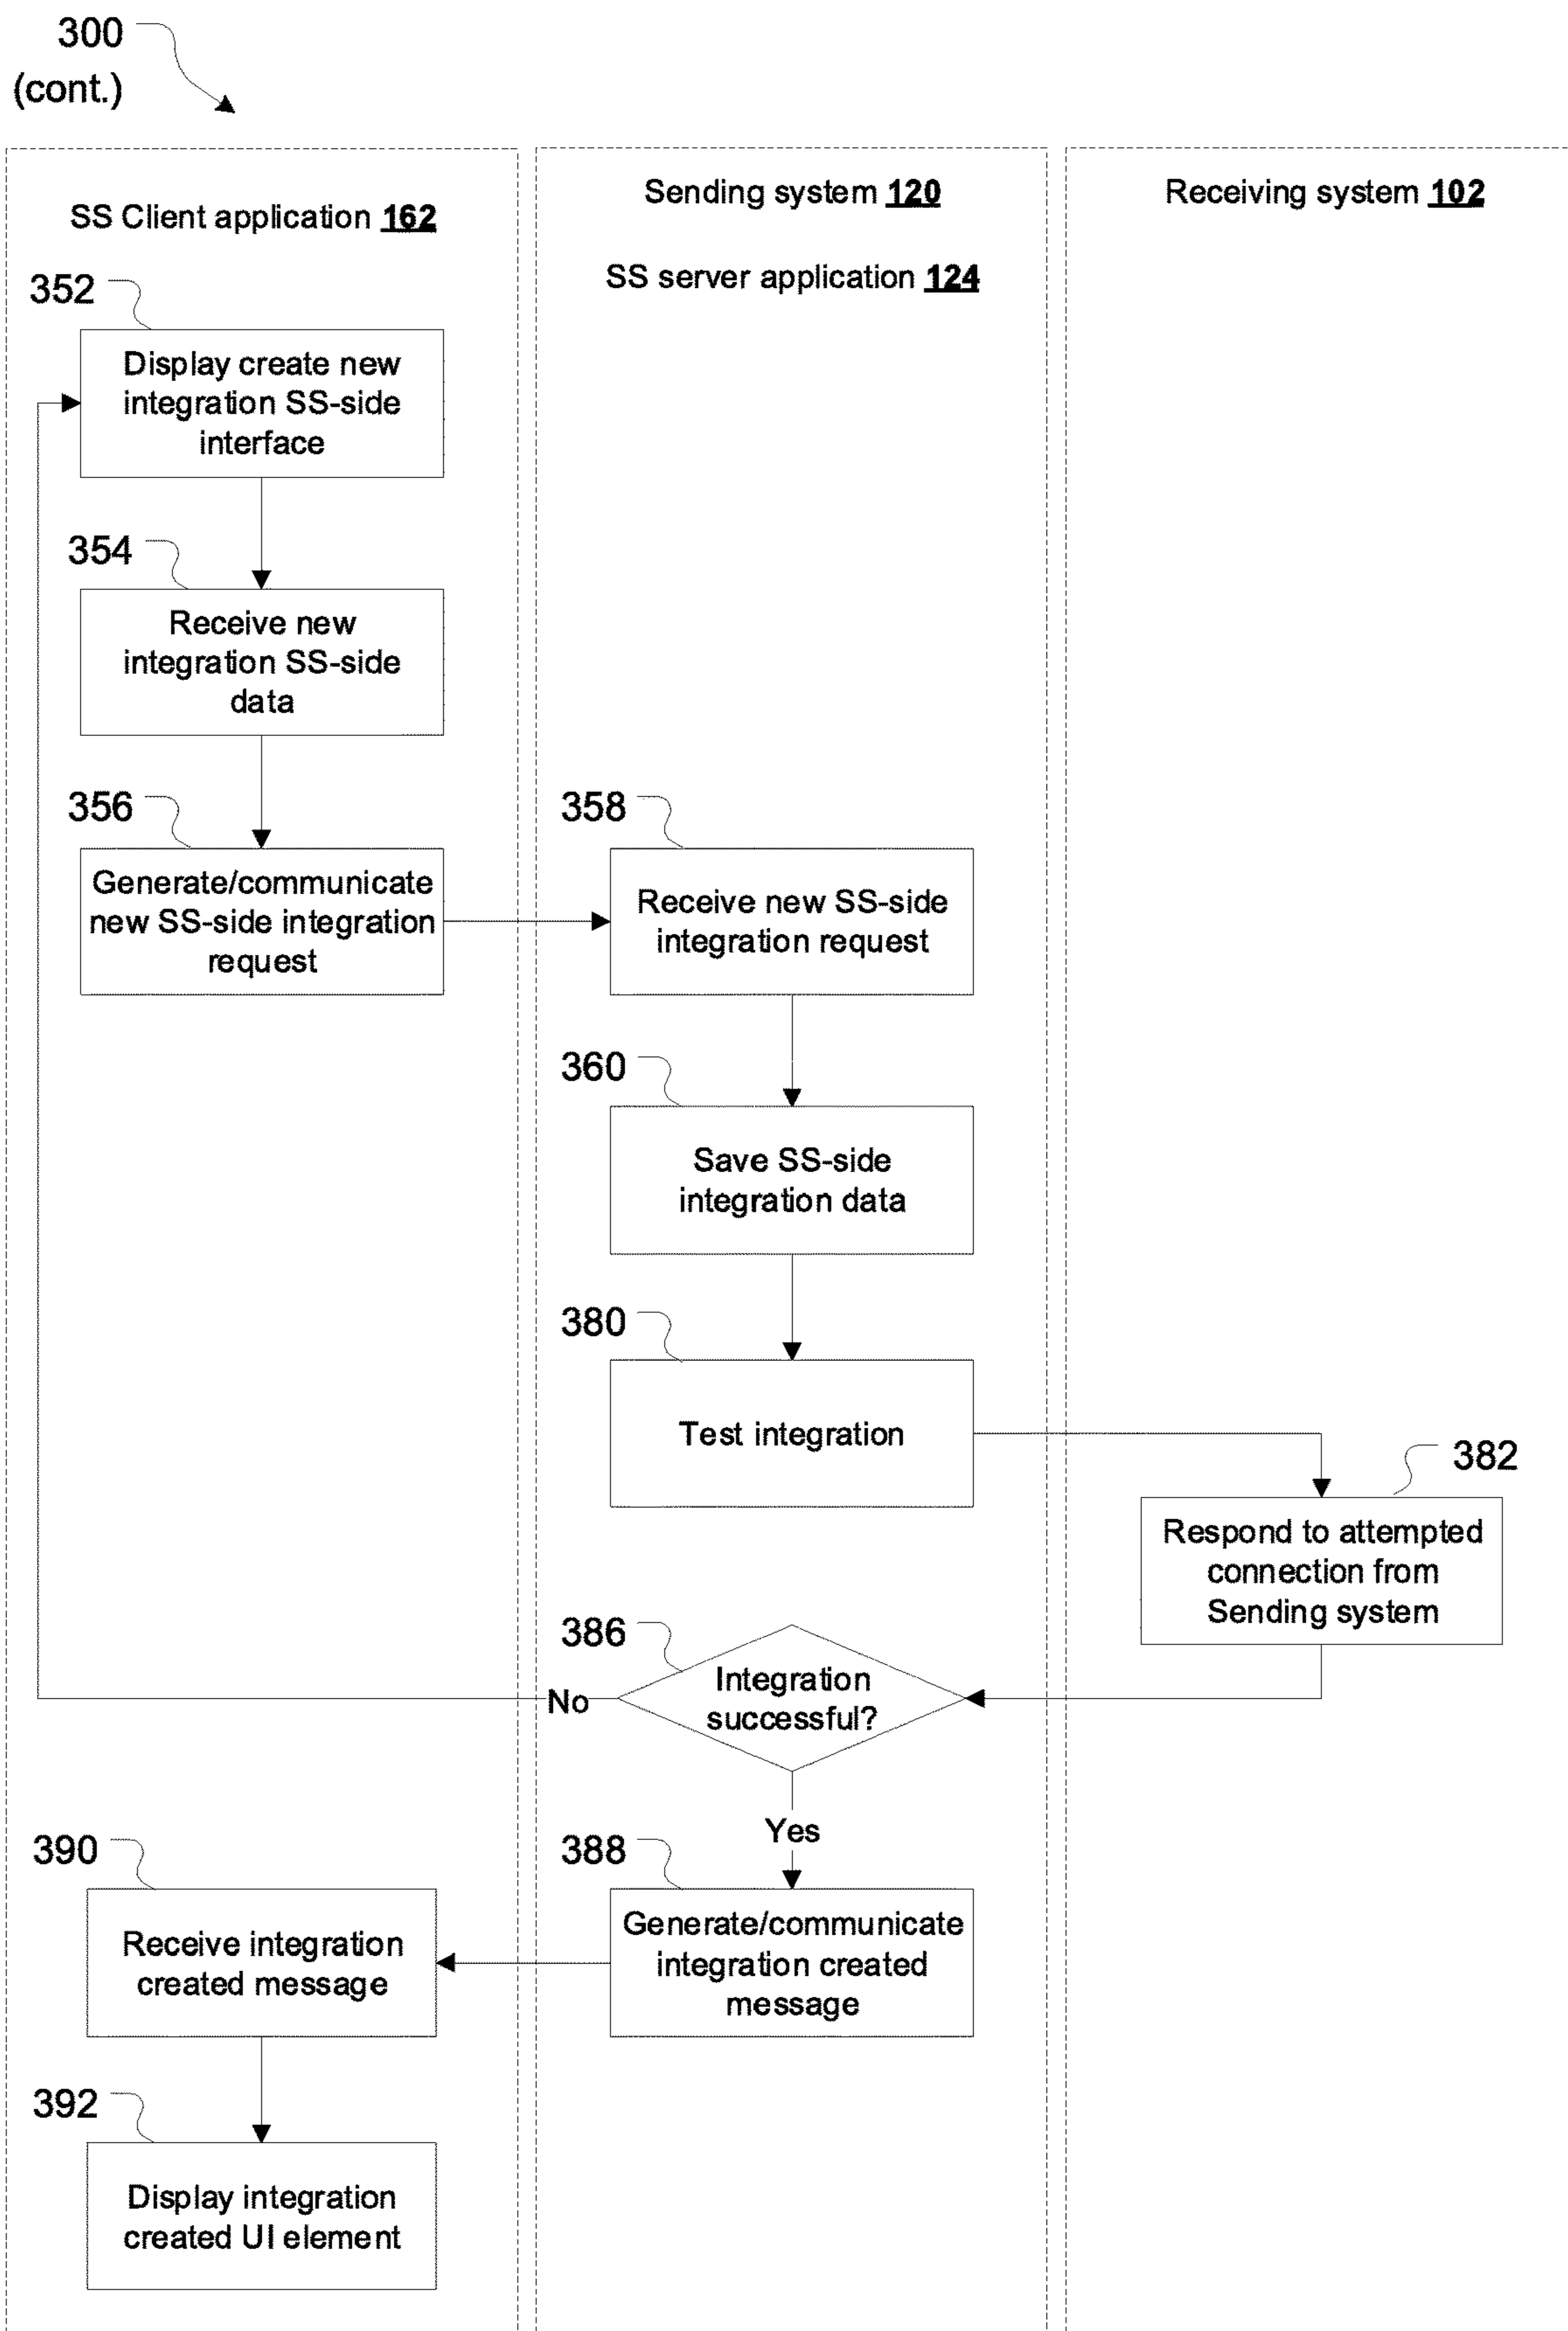 300
(cont.)
SS Client application 162
Sending system 120
SS server application 124
Receiving system 102
352
Display create new
integration SS-side
interface
354
Receive new
integration SS-side
data
356
Generate/communicate
new SS-side integration
request
358
Receive new SS-side
integration request
360
Save SS-side
integration data
380
Test integration
382
Respond to attempted
connection from
Sending system
386
Integration
successful?
No
Yes
388
Generate/communicate
integration created
message
390
Receive integration
created message
392
Display integration
created UI element